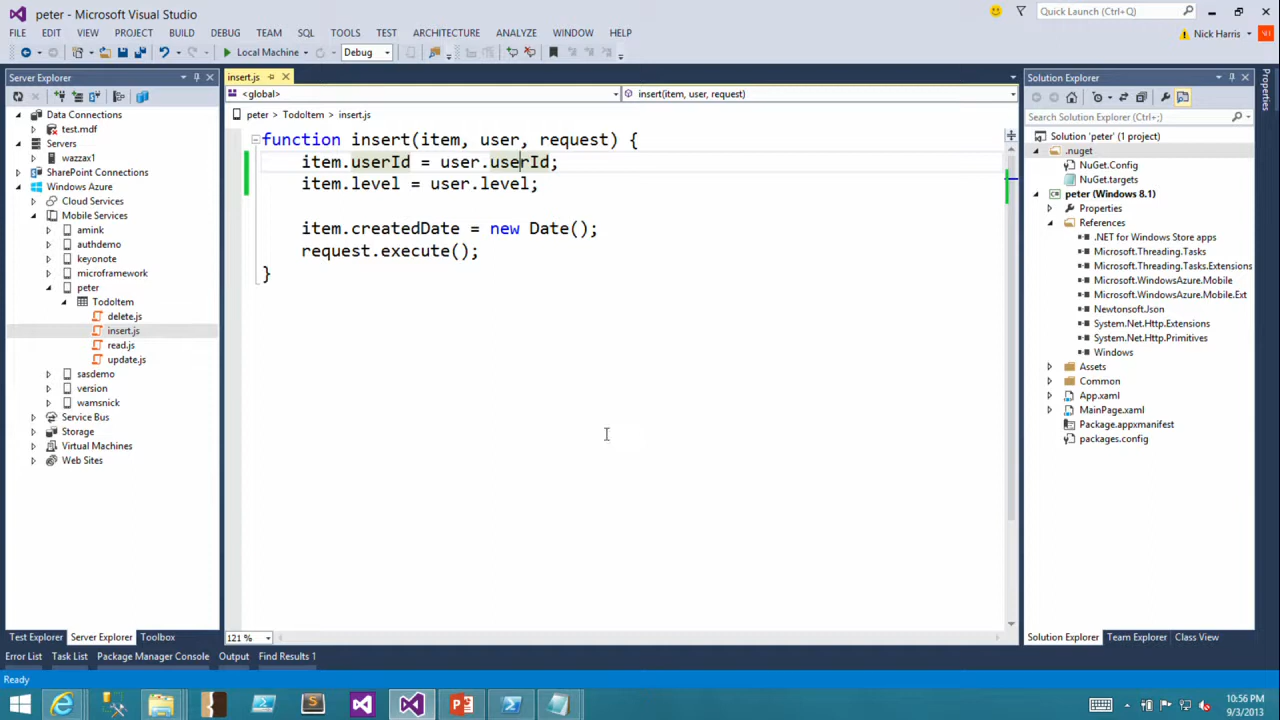 peter - Microsoft Visual Studio
Quick Launch (Ctrl+Q)
FILE EDIT VIEW PROJECT BUILD DEBUG TEAM SQL TOOLS TEST ARCHITECTURE ANALYZE WINDOW HELP
Nick Harris
NH
Local Machine
Debug
Server Explorer
Data Connections
test.mdf
Servers
wazzax1
SharePoint Connections
Windows Azure
Cloud Services
Mobile Services
amink
authdemo
keyonote
microframework
peter
TodoItem
delete.js
insert.js
read.js
update.js
sasdemo
version
wamsnick
Service Bus
Storage
Virtual Machines
Web Sites
Test Explorer Server Explorer Toolbox
insert.js
<global>
insert(item, user, request)
peter TodoItem insert.js
function insert(item, user, request) {
item.userId = user.userId;
item.level = user.level;
item.createdDate = new Date();
request.execute();
}
121 %
Solution Explorer
Search Solution Explorer (Ctrl+;)
Solution 'peter' (1 project)
.nuget
NuGet.Config
NuGet.targets
peter (Windows 8.1)
Properties
References
.NET for Windows Store apps
Microsoft.Threading.Tasks
Microsoft.Threading.Tasks.Extensions
Microsoft.WindowsAzure.Mobile
Microsoft.WindowsAzure.Mobile.Ext
Newtonsoft.Json
System.Net.Http.Extensions
System.Net.Http.Primitives
Windows
Assets
Common
App.xaml
MainPage.xaml
Package.appxmanifest
packages.config
Solution Explorer Team Explorer Class View
Properties
Error List Task List Package Manager Console Output Find Results 1
Ready
10:56 PM
9/3/2013